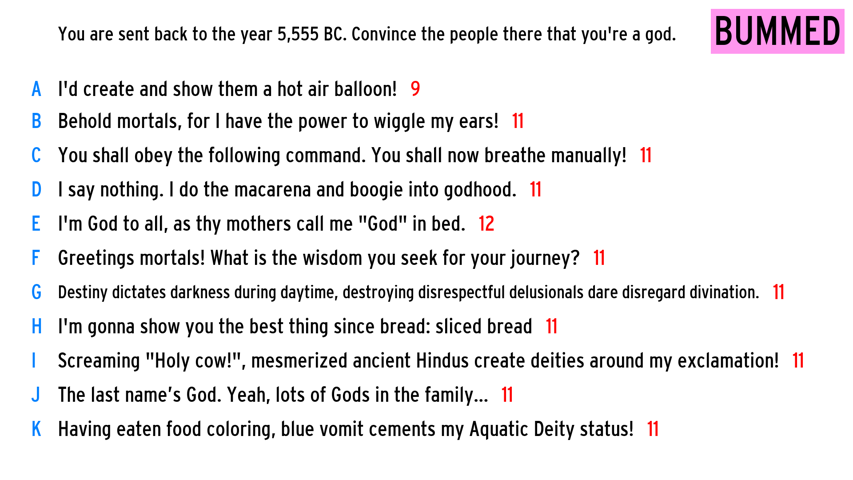 You are sent back to the year 5,555 BC. Convince the people there that you're a god.
BUMMED
A I'd create and show them a hot air balloon! 9
B Behold mortals, for I have the power to wiggle my ears! 11
C You shall obey the following command. You shall now breathe manually! 11
D I say nothing. I do the macarena and boogie into godhood. 11
E I'm God to all, as thy mothers call me "God" in bed. 12
F Greetings mortals! What is the wisdom you seek for your journey? 11
G Destiny dictates darkness during daytime, destroying disrespectful delusionals dare disregard divination. 11
H I'm gonna show you the best thing since bread: sliced bread 11
I Screaming "Holy cow!", mesmerized ancient Hindus create deities around my exclamation! 11
J The last name’s God. Yeah, lots of Gods in the family... 11
K Having eaten food coloring, blue vomit cements my Aquatic Deity status! 11